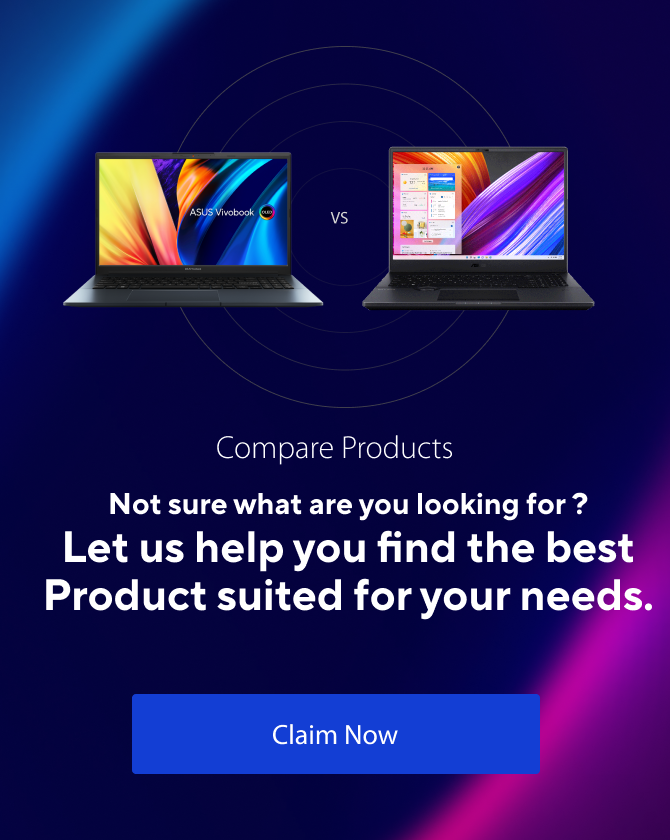 ASUS Vivobook OLED
VS
Compare Products
Not sure what are you looking for ?
Let us help you find the best
Product suited for your needs.
Claim Now